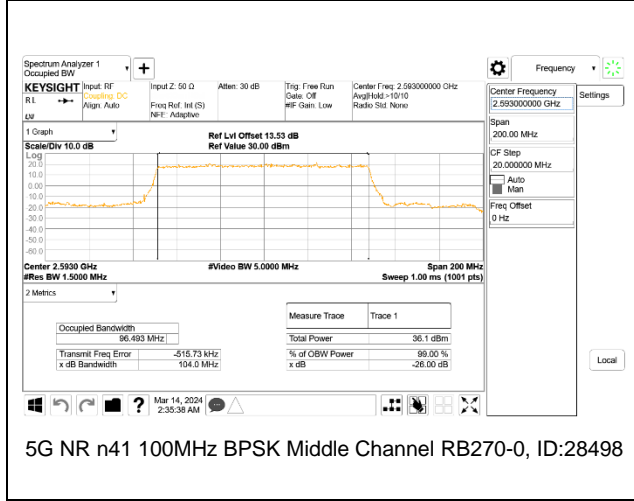 Spectrum Analyzer 1
Occupied BW
+
Frequency
KEYSIGHT
Input: RF
Input Z: 50 Ω
Atten: 30 dB
Trig: Free Run
Center Freq: 2.593000000 GHz
R L
Coupling: DC
Gate: Off
Avg|Hold:>10/10
Align: Auto
Freq Ref: Int (S)
#IF Gain: Low
Radio Std: None
NFE: Adaptive
Center Frequency
2.593000000 GHz
Settings
Span
200.00 MHz
CF Step
20.000000 MHz
Auto
Man
Freq Offset
0 Hz
1 Graph
Ref Lvl Offset 13.53 dB
Scale/Div 10.0 dB
Ref Value 30.00 dBm
Log
20.0
10.0
0.00
-10.0
-20.0
-30.0
-40.0
-50.0
-60.0
Center 2.5930 GHz
#Video BW 5.0000 MHz
Span 200 MHz
#Res BW 1.5000 MHz
Sweep 1.00 ms (1001 pts)
2 Metrics
Measure Trace
Trace 1
Occupied Bandwidth
96.493 MHz
Total Power
36.1 dBm
Transmit Freq Error
-515.73 kHz
% of OBW Power
99.00 %
x dB Bandwidth
104.0 MHz
x dB
-26.00 dB
Local
?
Mar 14, 2024
2:35:38 AM
5G NR n41 100MHz BPSK Middle Channel RB270-0, ID:28498